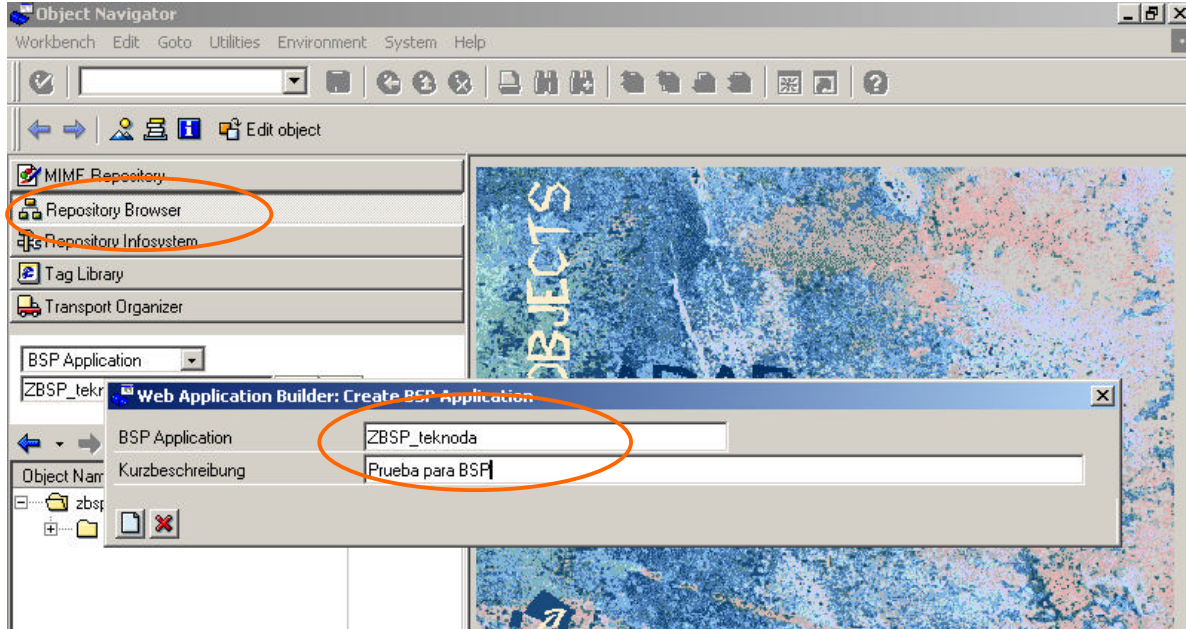 Object Navigator
Workbench Edit Goto Utilities Environment System Help
Edit object
MIME Repository
Repository Browser
Repository Infosystem
Tag Library
Transport Organizer
BSP Application
ZBSP_tekn
Web Application Builder: Create BSP Application
BSP Application ZBSP_teknoda
Kurzbeschreibung Prueba para BSP
Object Nam
zbsp
OBJECTS